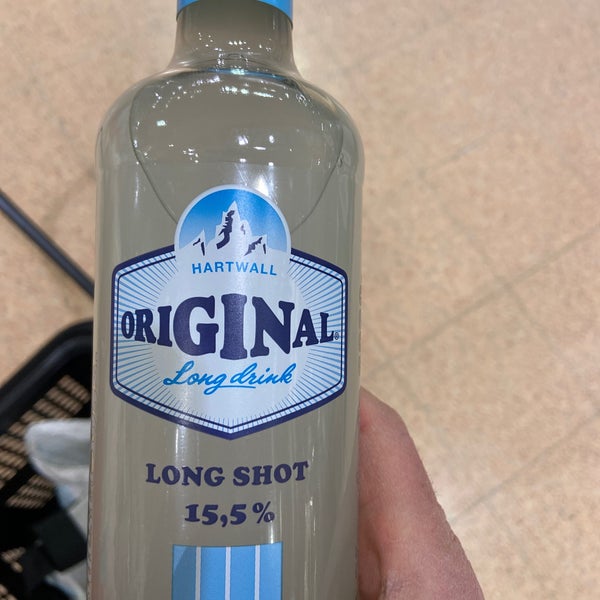 HARTWALL
ORIGINAL®
Long drink
LONG SHOT
15,5%